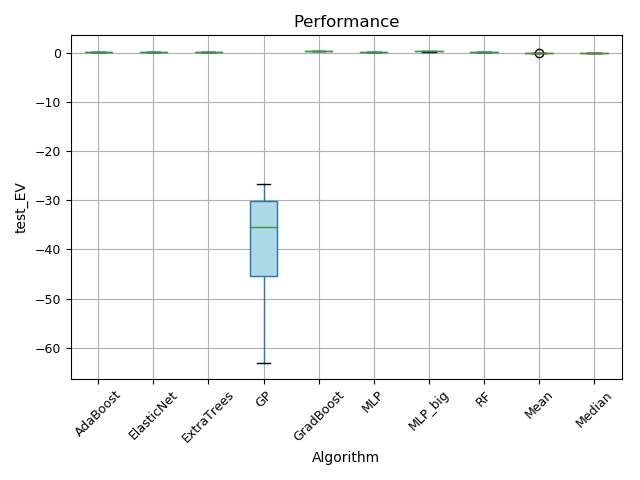 Performance
0
−10
−20
−30
−40
−50
−60
test_EV
AdaBoost
ElasticNet
ExtraTrees
GP
GradBoost
MLP
MLP_big
RF
Mean
Median
Algorithm